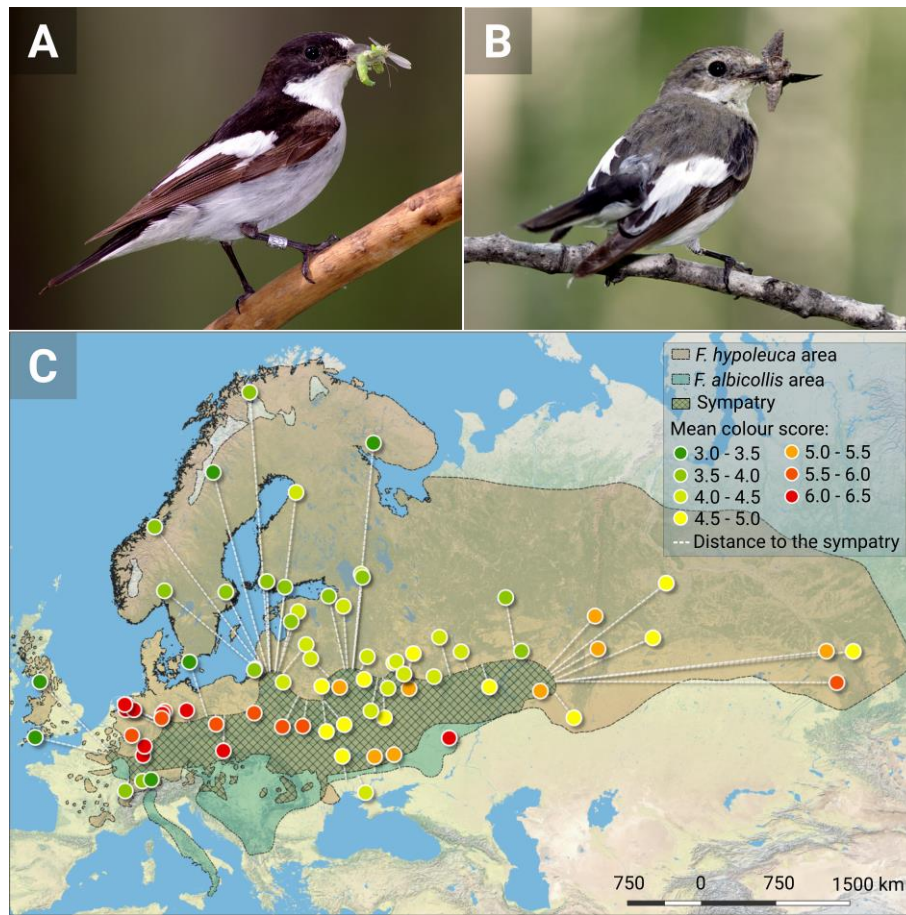 A
B
C
F. hypoleuca area
F. albicollis area
Sympatry
Mean colour score:
3.0 - 3.5
5.0 - 5.5
3.5 - 4.0
5.5 - 6.0
4.0 - 4.5
6.0 - 6.5
4.5 - 5.0
Distance to the sympatry
750 0 750 1500 km